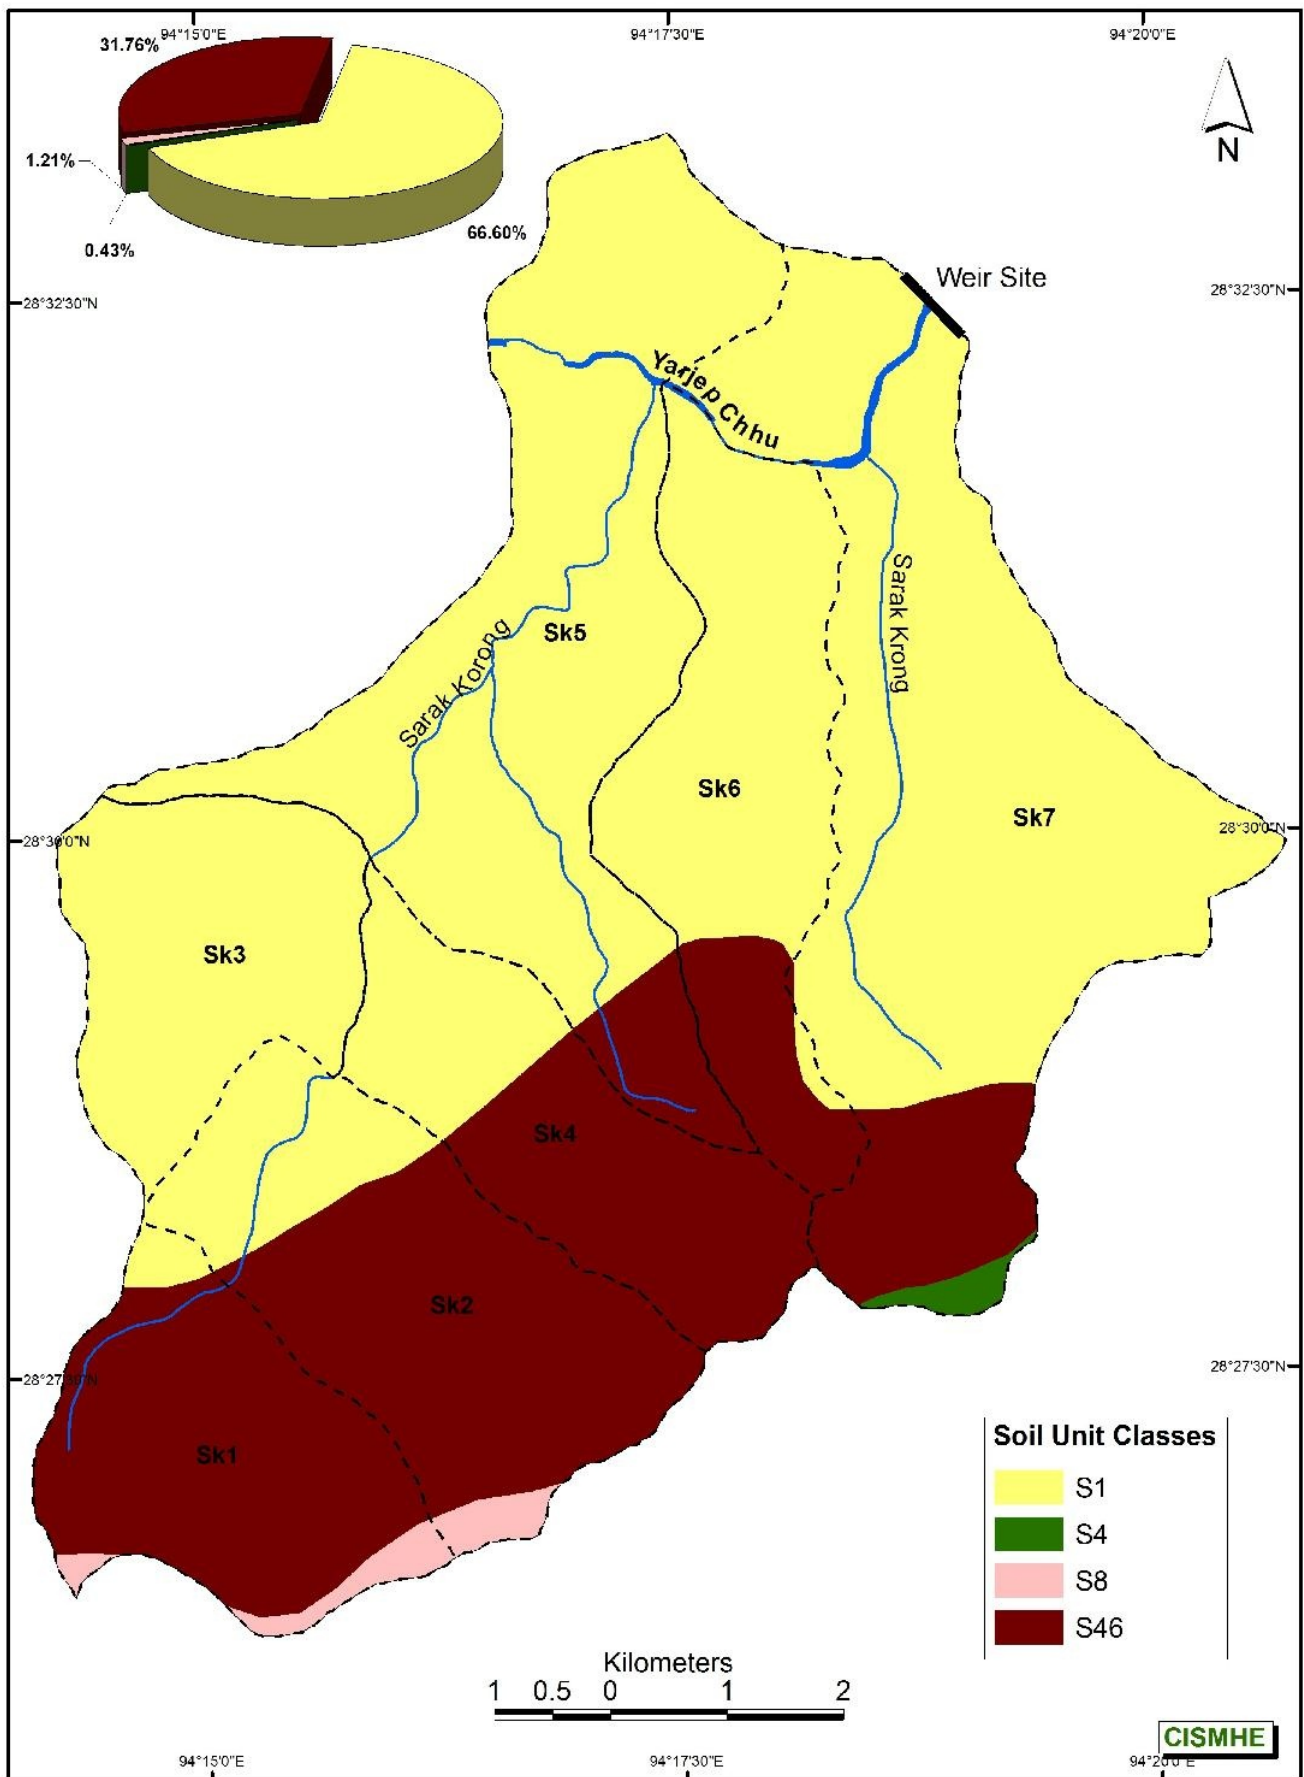 94°15'0"E
94°17'30"E
94°20'0"E
31.76%
1.21%
0.43%
66.60%
N
Weir Site
28°32'30"N
28°32'30"N
Yarjep Chhu
Sarak Krong
Sk5
Sarak Korong
Sk6
Sk7
28°30'0"N
28°30'0"N
Sk3
Sk4
Sk2
28°27'30"N
28°27'30"N
Sk1
Soil Unit Classes
S1
S4
S8
S46
Kilometers
1 0.5 0 1 2
CISMHE
94°15'0"E
94°17'30"E
94°20'0"E